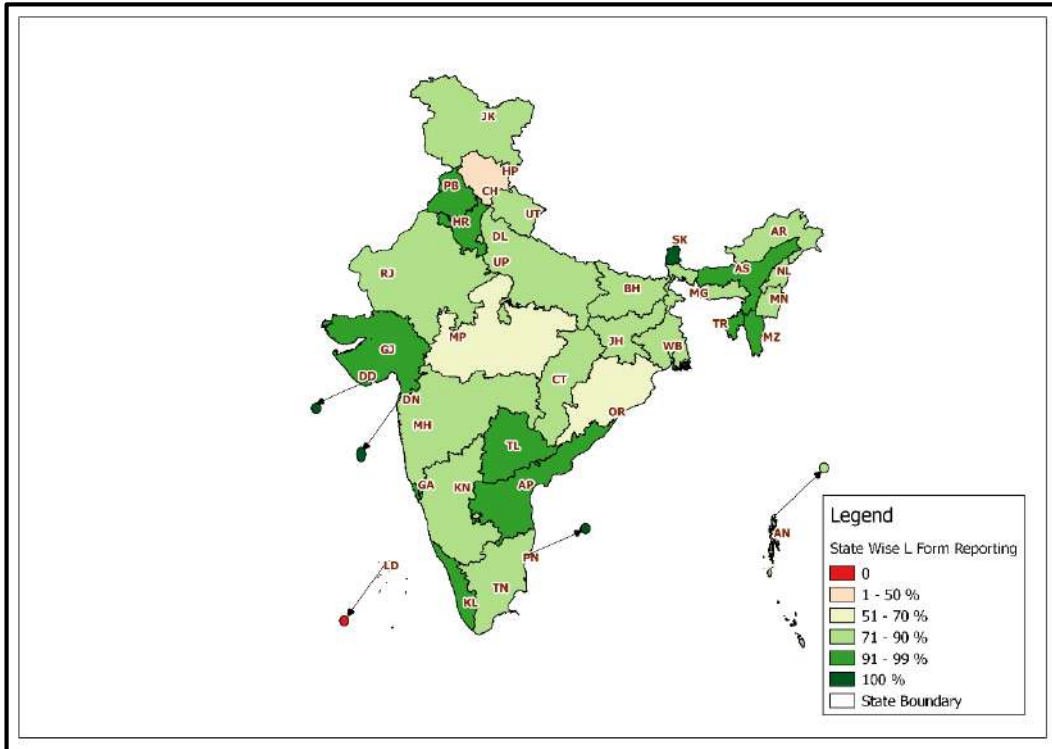 JK
HP
PB
CH
UT
HR
DL
SK
AR
UP
AS
RJ
NL
BH
MG
MN
TR
MP
MZ
JH
WB
GJ
CT
DD
DN
OR
MH
TL
GA
KN
AP
AN
PN
LD
TN
KL
Legend
State Wise L Form Reporting
0
1 - 50 %
51 - 70 %
71 - 90 %
91 - 99 %
100 %
State Boundary